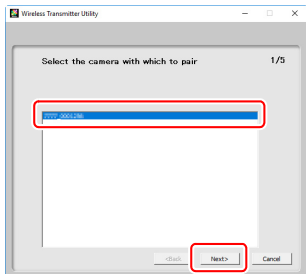 Wireless Transmitter Utility
Select the camera with which to pair 1/5
<Back Next> Cancel